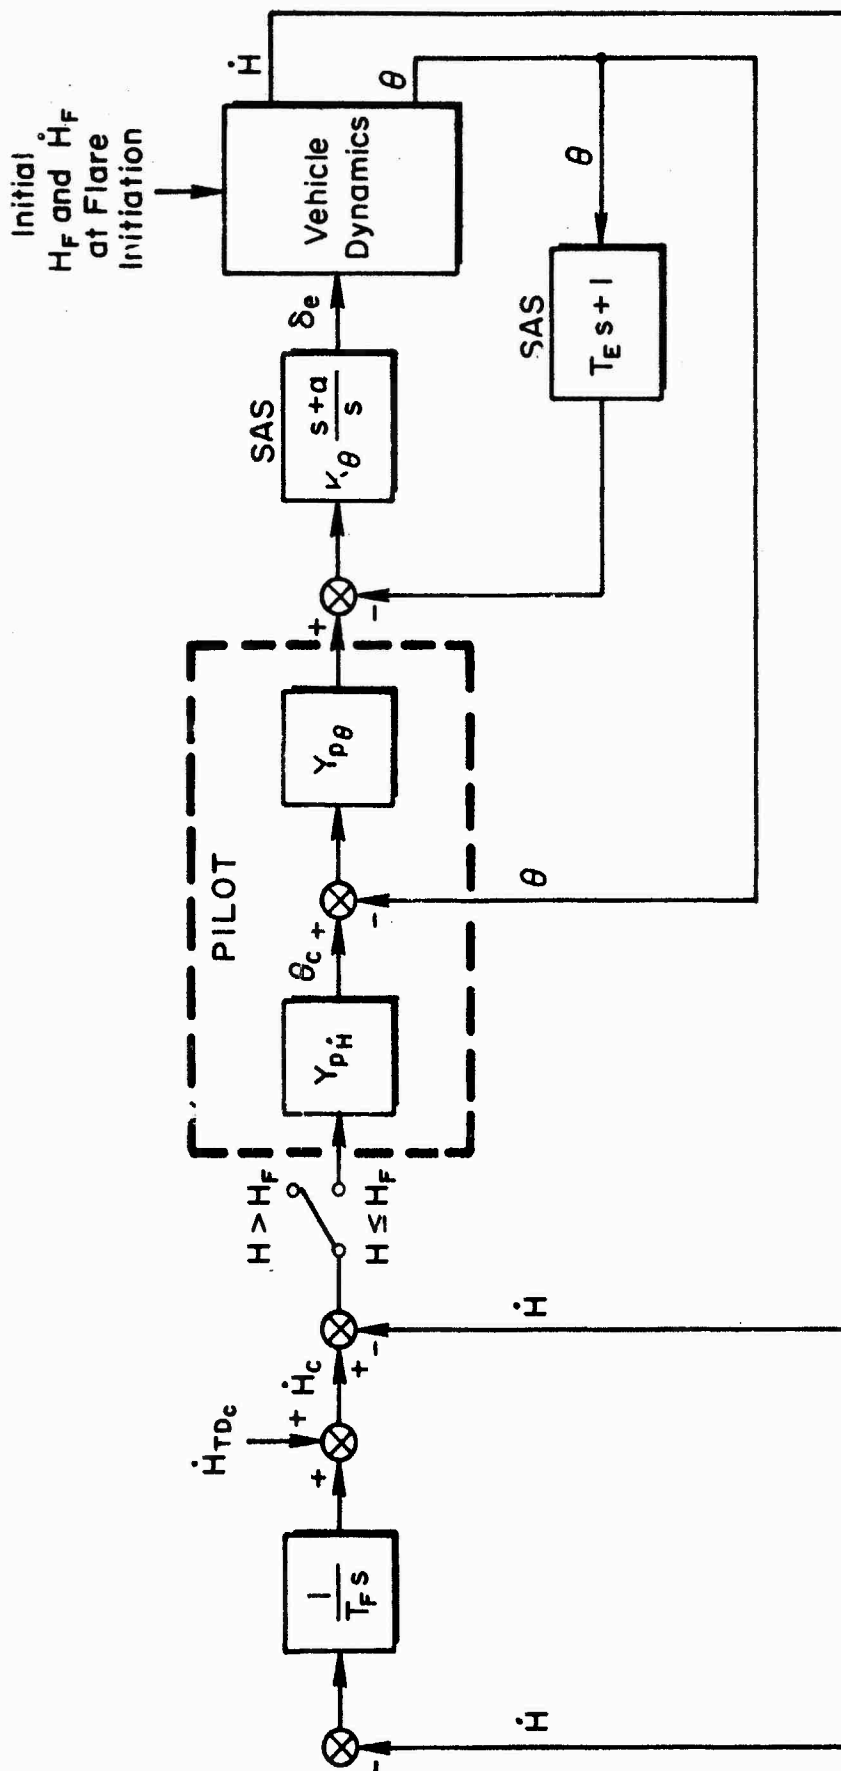 Initial
H_F and Ḣ_F
at Flare
Initiation
Ḣ
θ
Vehicle
Dynamics
δ_e
θ
SAS
K_θ (s+a)/s
SAS
T_E s + 1
+
-
PILOT
Y_pθ
θ_c +
-
θ
Y_pḢ
H > H_F
H ≤ H_F
Ḣ_TDc
+
Ḣ_c
+
-
Ḣ
+
1/(T_F s)
-
Ḣ